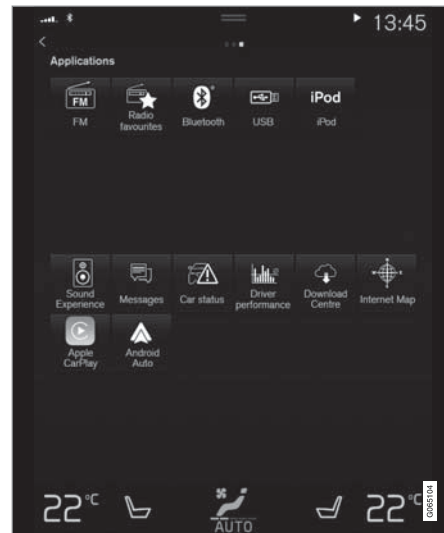 13:45
Applications
FM
iPod
FM
Radio
favourites
Bluetooth
USB
iPod
Sound
Experience
Messages
Car status
Driver
performance
Download
Centre
Internet Map
Apple
CarPlay
Android
Auto
22°C
AUTO
22°C
G065104